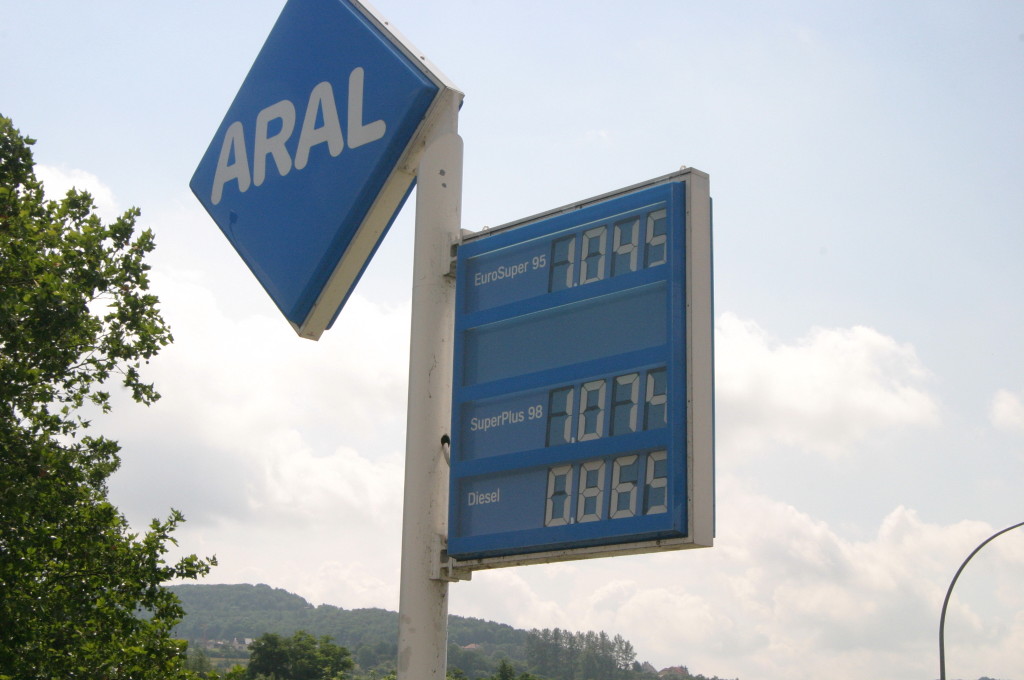 ARAL
EuroSuper 95 1.045
SuperPlus 98 1.074
Diesel 0.865